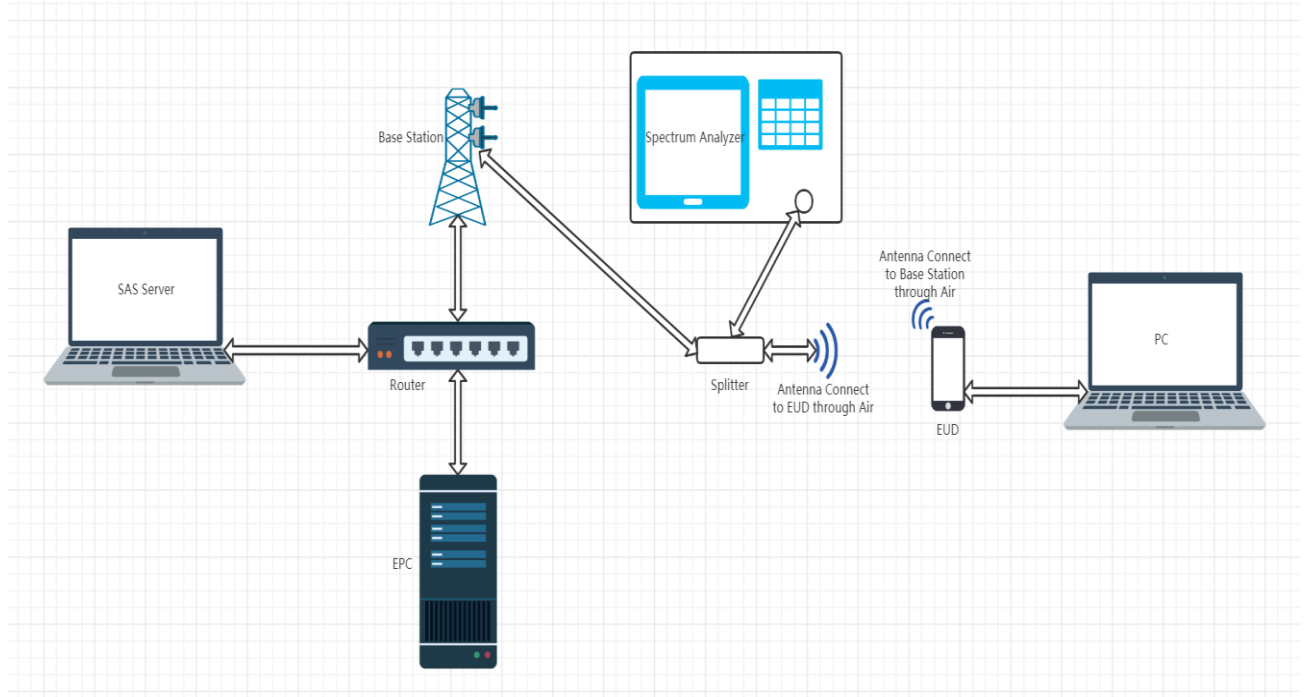 Base Station
Spectrum Analyzer
SAS Server
Antenna Connect
to Base Station
through Air
PC
Router
Splitter
Antenna Connect
to EUD through Air
EUD
EPC